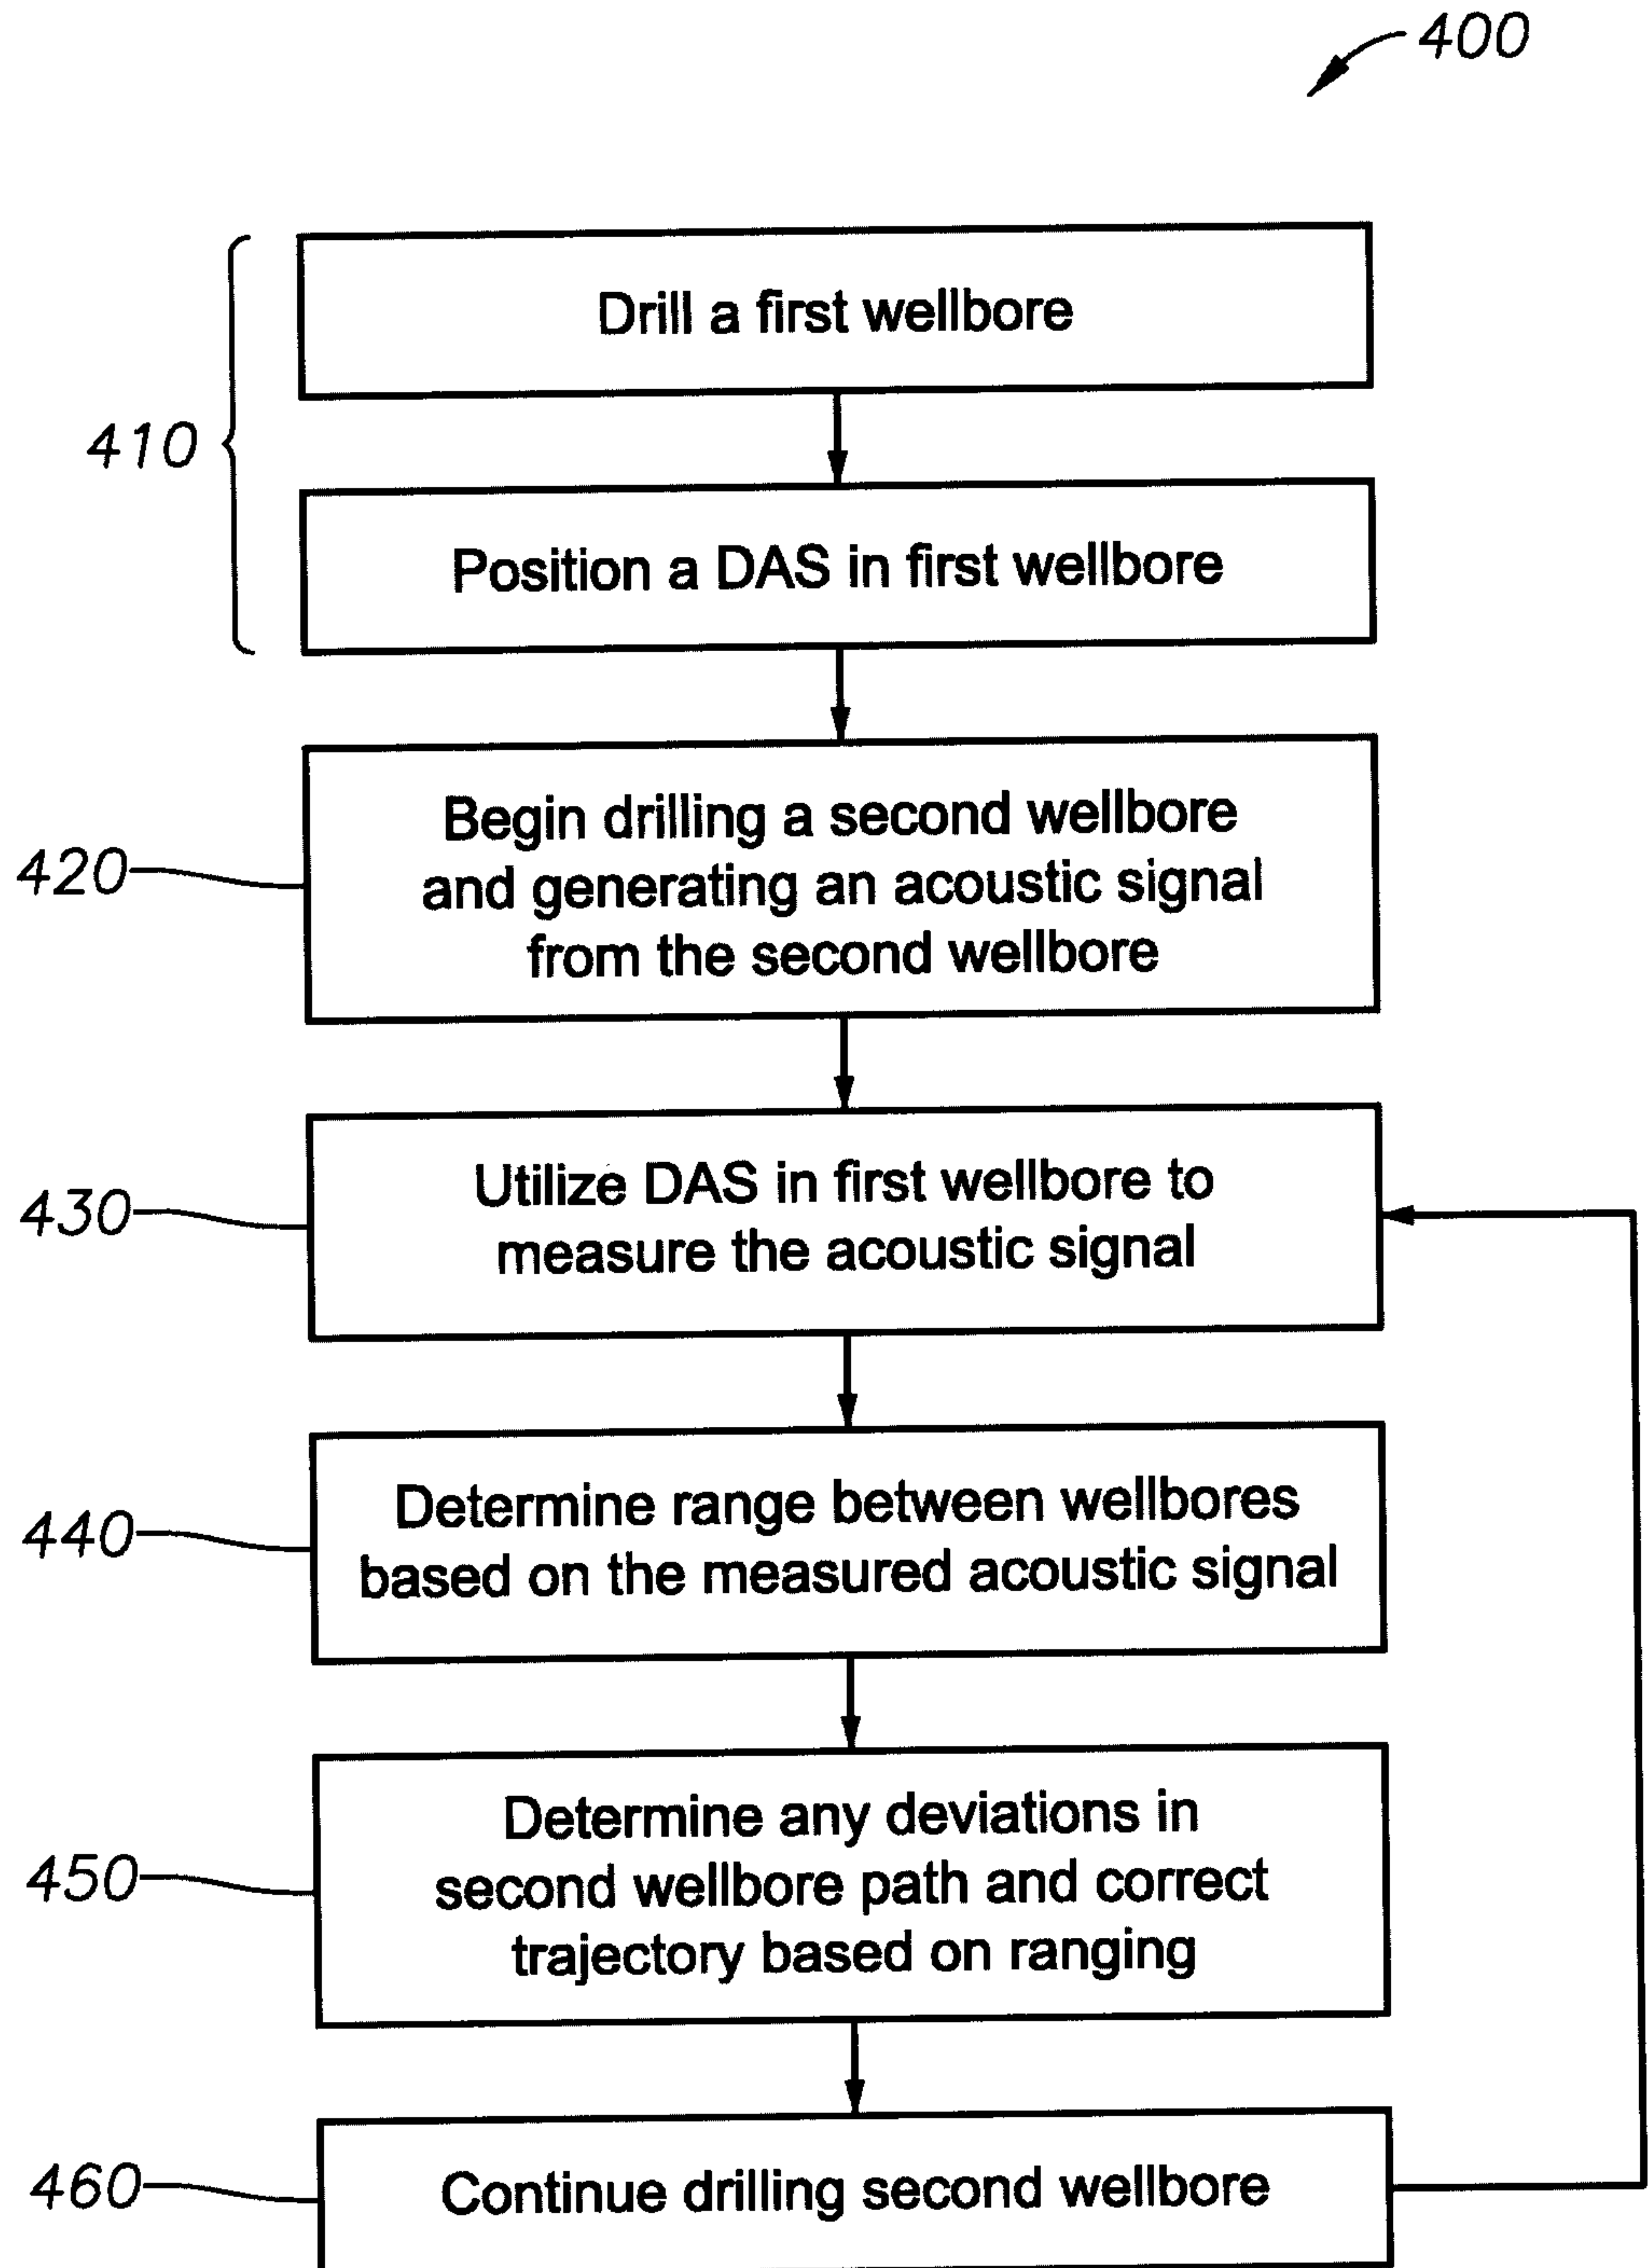 400
Drill a first wellbore
410
Position a DAS in first wellbore
Begin drilling a second wellbore
and generating an acoustic signal
from the second wellbore
420
Utilize DAS in first wellbore to
measure the acoustic signal
430
Determine range between wellbores
based on the measured acoustic signal
440
Determine any deviations in
second wellbore path and correct
trajectory based on ranging
450
Continue drilling second wellbore
460